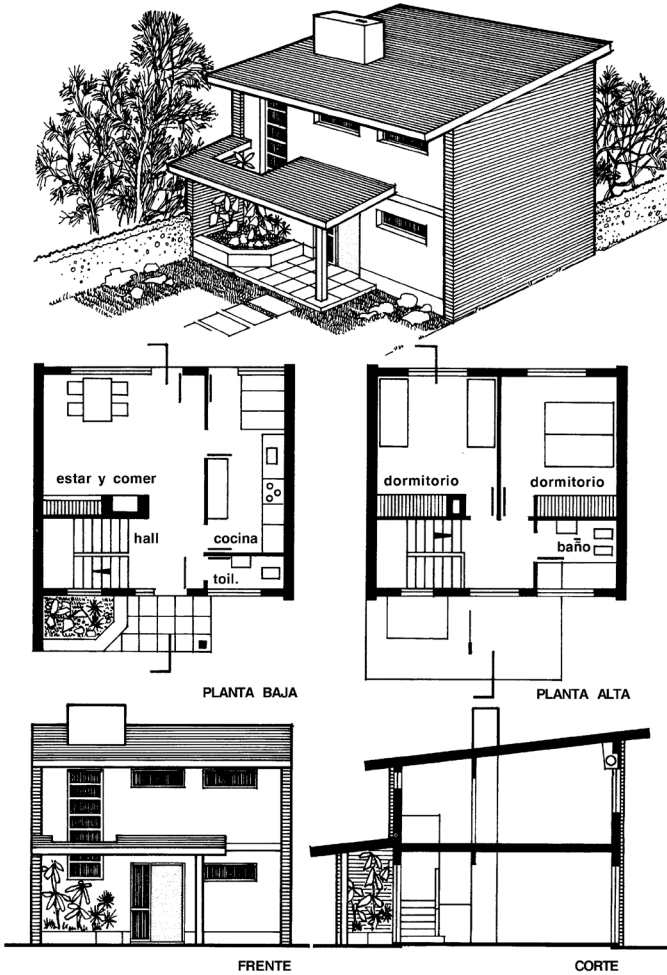 estar y comer
hall
cocina
toil.
PLANTA BAJA
dormitorio
dormitorio
baño
PLANTA ALTA
FRENTE
CORTE